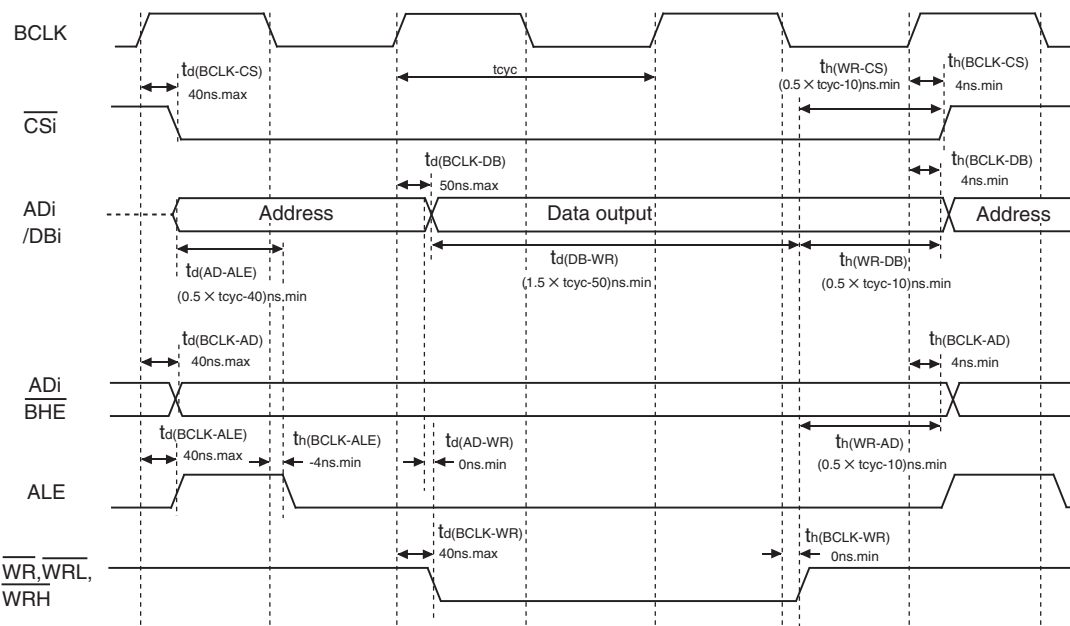 BCLK
td(BCLK-CS)
40ns.max
tcyc
th(WR-CS)
(0.5 × tcyc-10)ns.min
th(BCLK-CS)
4ns.min
CSi
td(BCLK-DB)
50ns.max
th(BCLK-DB)
4ns.min
ADi
/DBi
Address
Data output
Address
td(AD-ALE)
(0.5 × tcyc-40)ns.min
td(DB-WR)
(1.5 × tcyc-50)ns.min
th(WR-DB)
(0.5 × tcyc-10)ns.min
td(BCLK-AD)
40ns.max
th(BCLK-AD)
4ns.min
ADi
BHE
td(BCLK-ALE)
40ns.max
th(BCLK-ALE)
-4ns.min
td(AD-WR)
0ns.min
th(WR-AD)
(0.5 × tcyc-10)ns.min
ALE
td(BCLK-WR)
40ns.max
th(BCLK-WR)
0ns.min
WR,WRL,
WRH